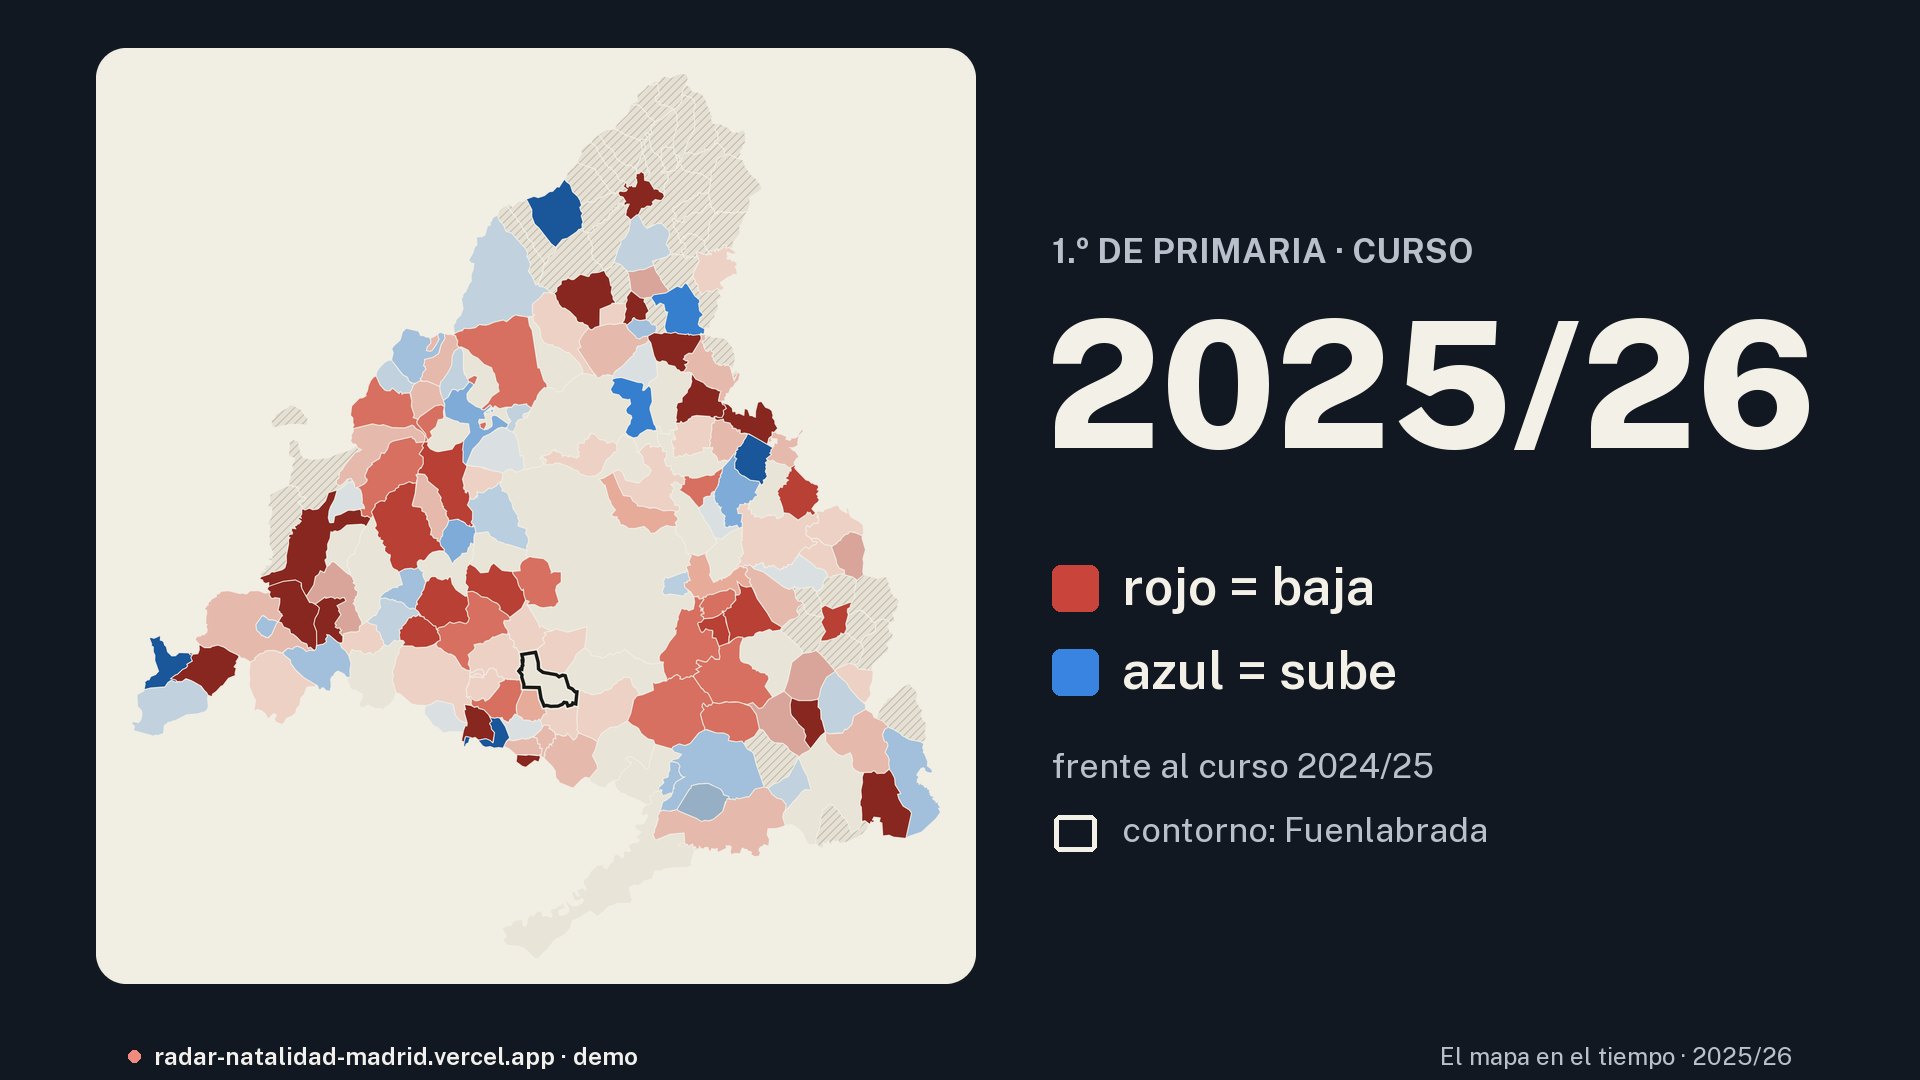 1.º DE PRIMARIA · CURSO
2025/26
rojo = baja
azul = sube
frente al curso 2024/25
contorno: Fuenlabrada
radar-natalidad-madrid.vercel.app · demo
El mapa en el tiempo · 2025/26